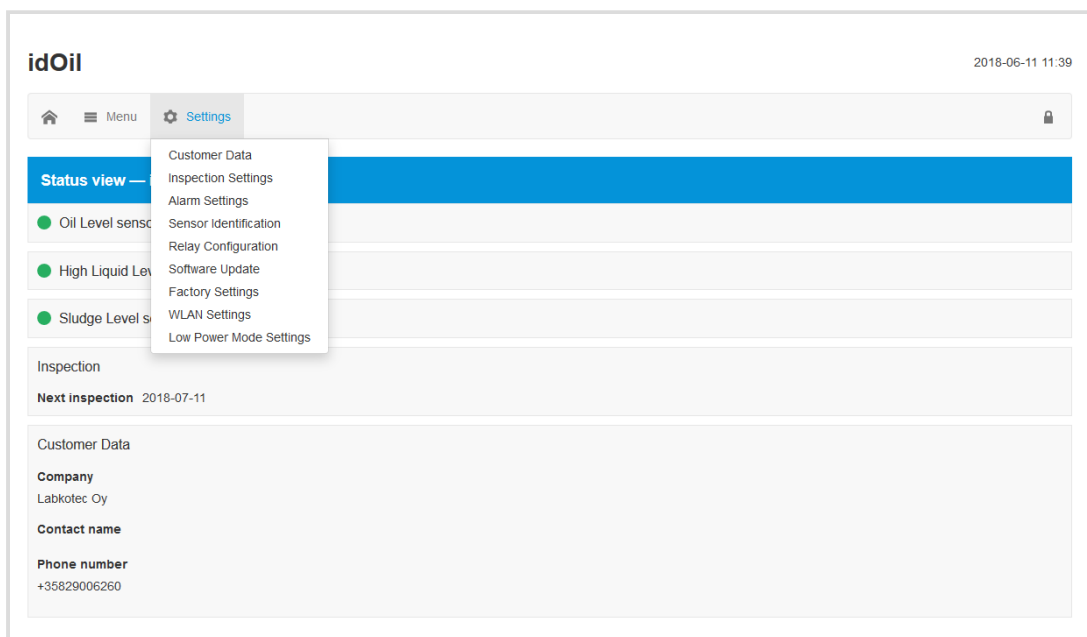 idOil
2018-06-11 11:39
Menu
Settings
Customer Data
Inspection Settings
Alarm Settings
Sensor Identification
Relay Configuration
Software Update
Factory Settings
WLAN Settings
Low Power Mode Settings
Status view —
Oil Level senso
High Liquid Lev
Sludge Level s
Inspection
Next inspection 2018-07-11
Customer Data
Company
Labkotec Oy
Contact name
Phone number
+35829006260